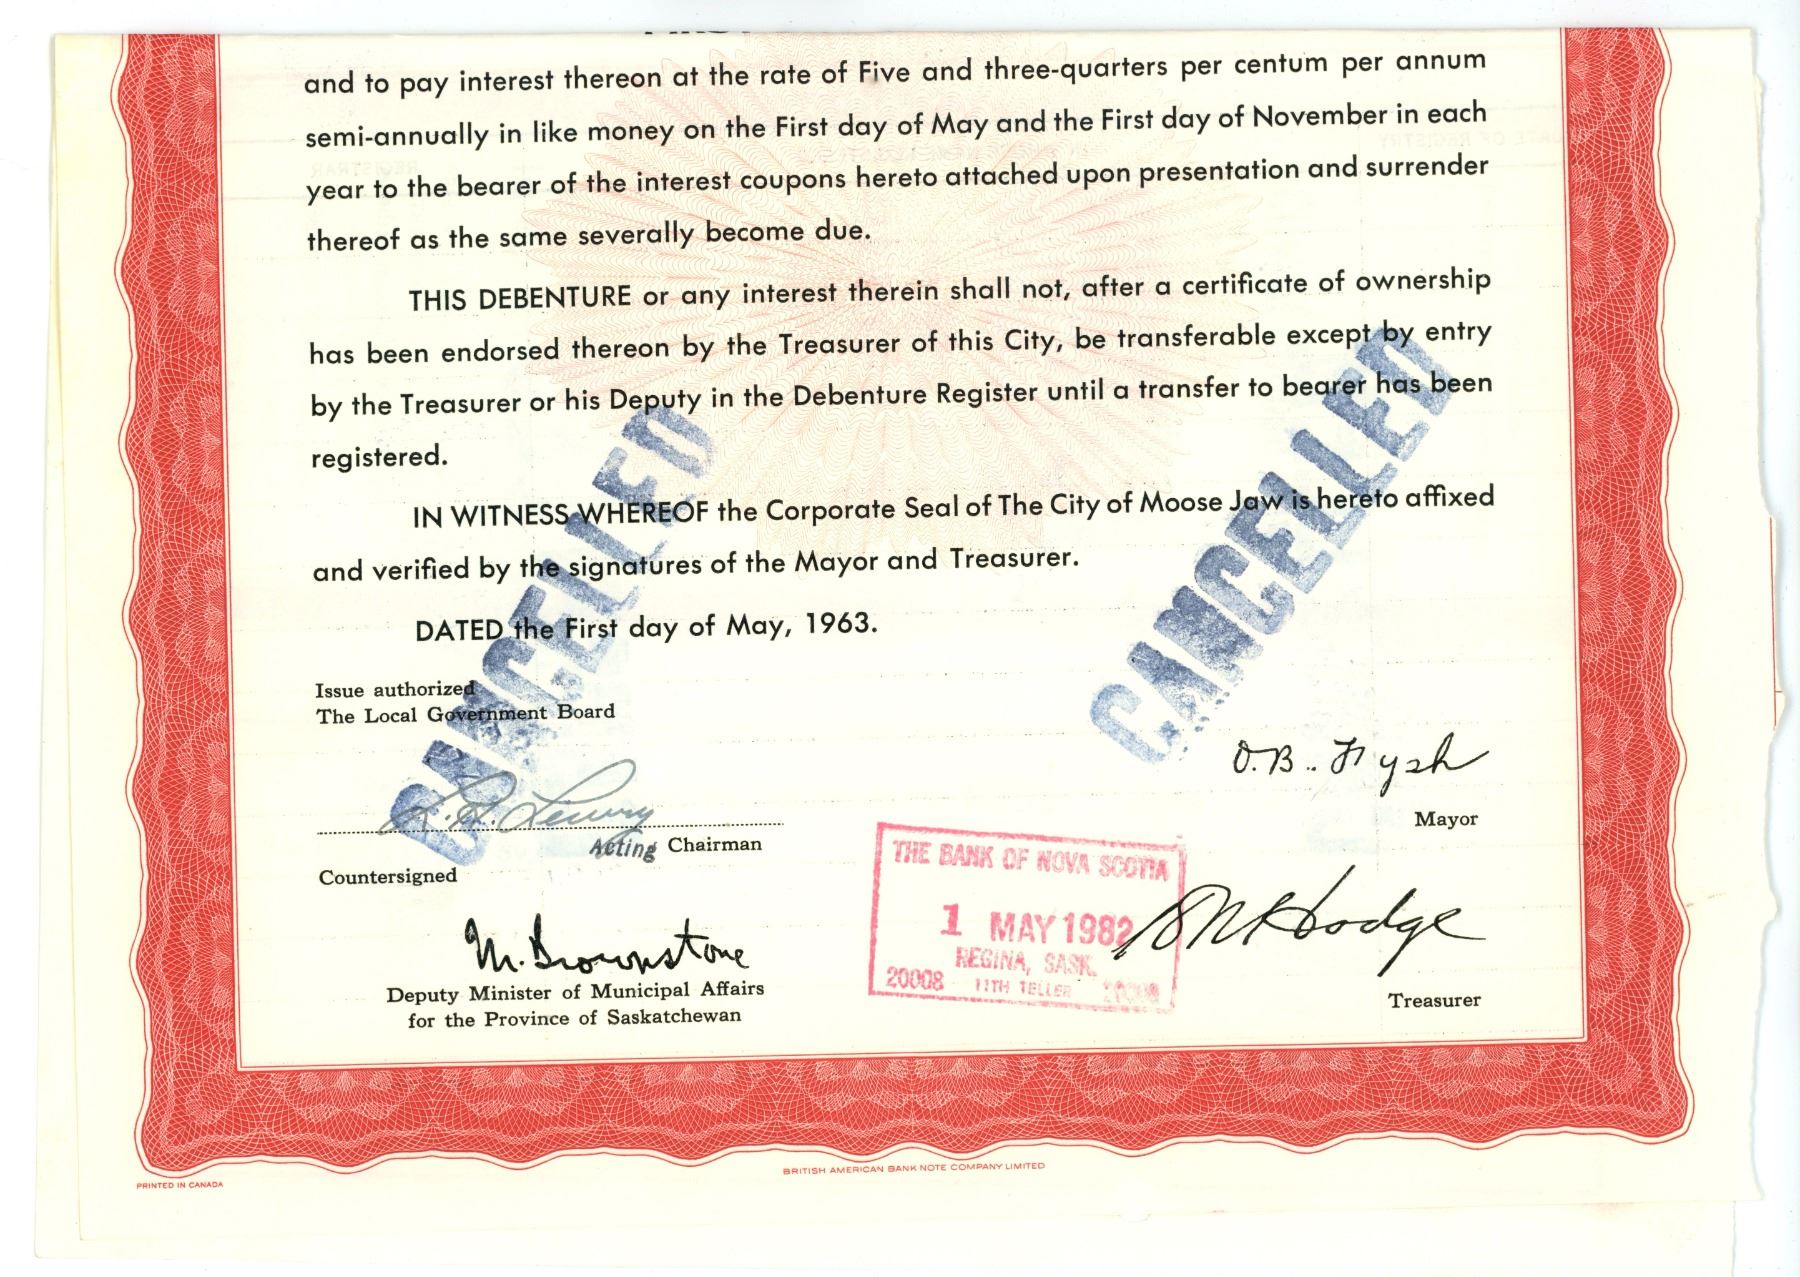 and to pay interest thereon at the rate of Five and three-quarters per centum per annum
semi-annually in like money on the First day of May and the First day of November in each
year to the bearer of the interest coupons hereto attached upon presentation and surrender
thereof as the same severally become due.
THIS DEBENTURE or any interest therein shall not, after a certificate of ownership
has been endorsed thereon by the Treasurer of this City, be transferable except by entry
by the Treasurer or his Deputy in the Debenture Register until a transfer to bearer has been
registered.
IN WITNESS WHEREOF the Corporate Seal of The City of Moose Jaw is hereto affixed
and verified by the signatures of the Mayor and Treasurer.
DATED the First day of May, 1963.
CANCELLED
CANCELLED
Issue authorized
The Local Government Board
Acting Chairman
Countersigned
M. Brownstone
Deputy Minister of Municipal Affairs
for the Province of Saskatchewan
THE BANK OF NOVA SCOTIA
1 MAY 1982
REGINA, SASK.
20008 11TH TELLER 20008
O.B. Fysh
Mayor
Hodge
Treasurer
BRITISH AMERICAN BANK NOTE COMPANY LIMITED
PRINTED IN CANADA